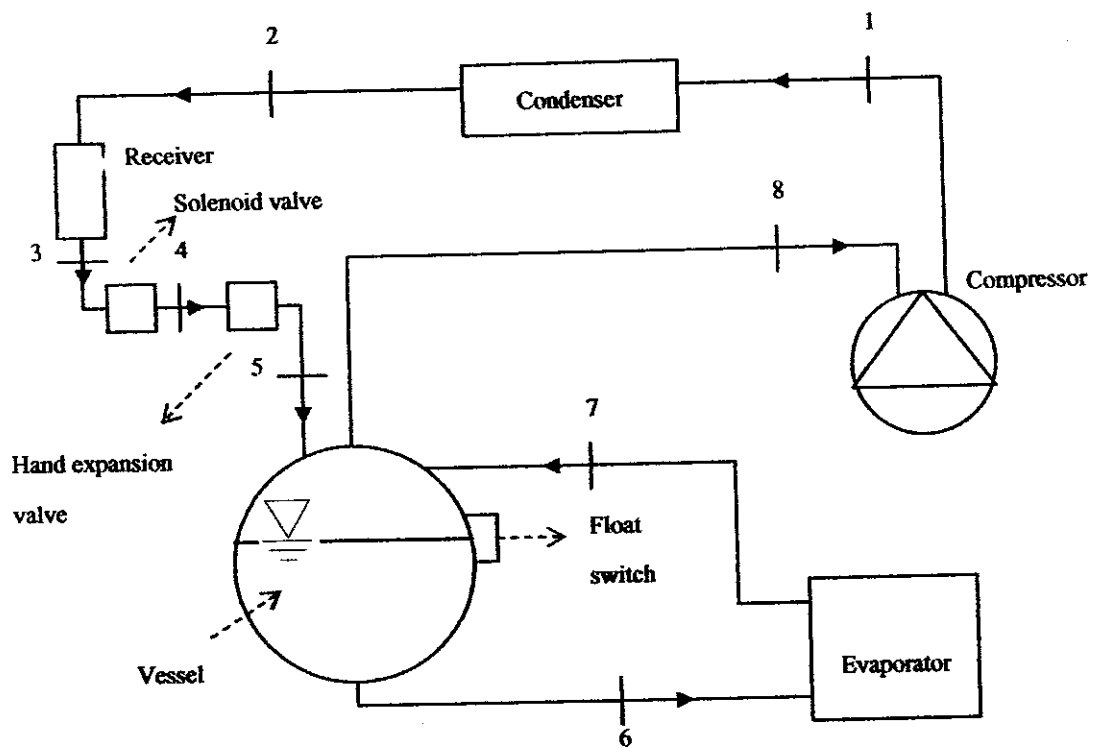 2
1
Condenser
Receiver
Solenoid valve
8
3
4
Compressor
5
7
Hand expansion
valve
Float
switch
Vessel
Evaporator
6